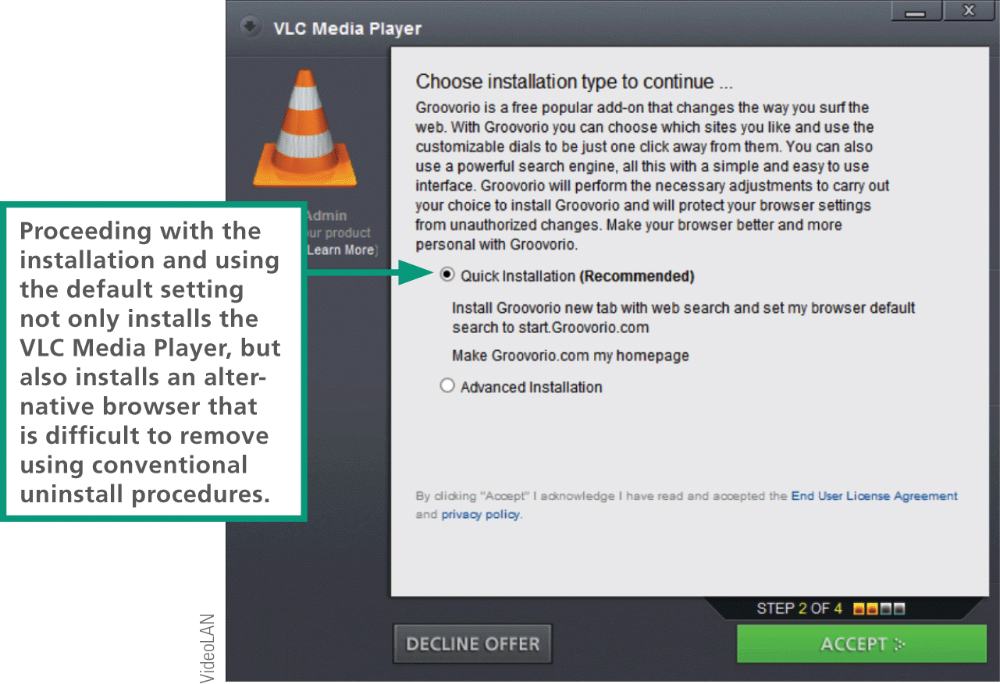 VLC Media Player
X
Choose installation type to continue ...
Groovorio is a free popular add-on that changes the way you surf the
web. With Groovorio you can choose which sites you like and use the
customizable dials to be just one click away from them. You can also
use a powerful search engine, all this with a simple and easy to use
interface. Groovorio will perform the necessary adjustments to carry out
your choice to install Groovorio and will protect your browser settings
from unauthorized changes. Make your browser better and more
personal with Groovorio.
Admin
ur product
Learn More)
Proceeding with the
installation and using
the default setting
not only installs the
VLC Media Player, but
also installs an alter-
native browser that
is difficult to remove
using conventional
uninstall procedures.
Quick Installation (Recommended)
Install Groovorio new tab with web search and set my browser default
search to start.Groovorio.com
Make Groovorio.com my homepage
Advanced Installation
By clicking "Accept" I acknowledge I have read and accepted the End User License Agreement
and privacy policy.
STEP 2 OF 4
DECLINE OFFER
ACCEPT
VideoLAN